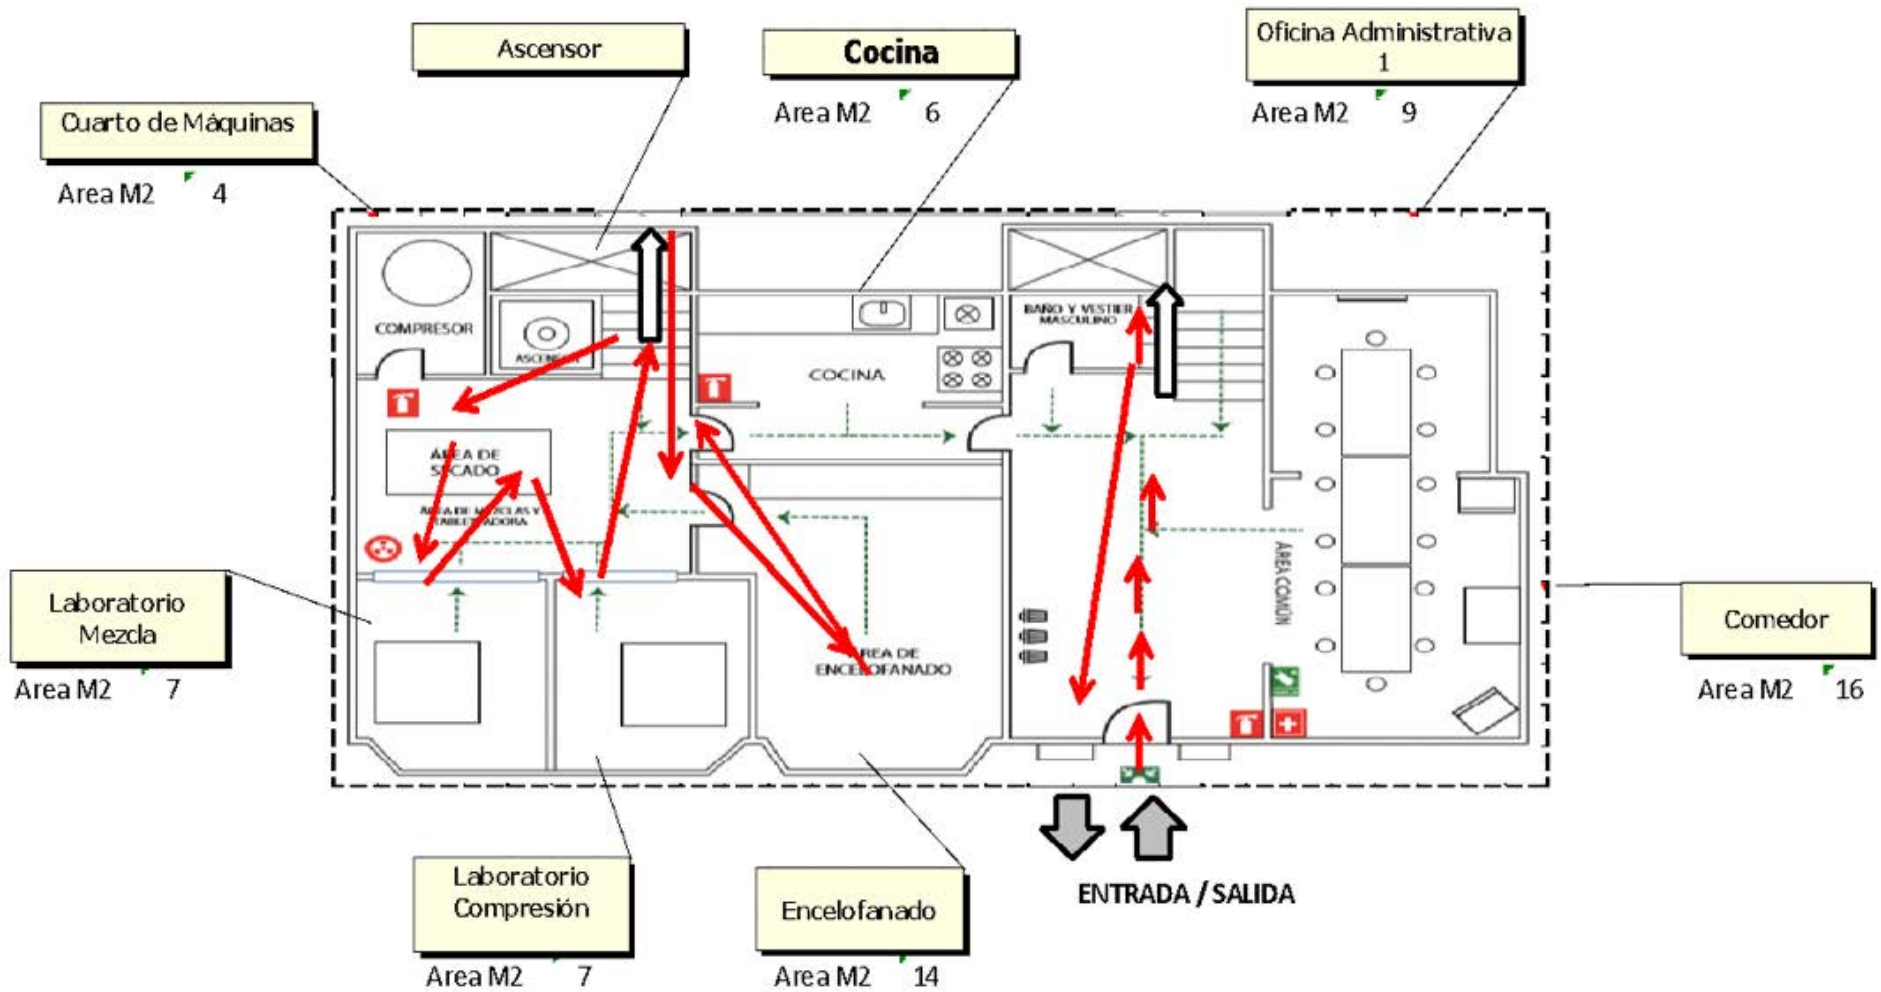 Oficina Administrativa
1
Area M2 9
Ascensor
Cocina
Area M2 6
Cuarto de Máquinas
Area M2 4
COMPRESOR
BAÑO Y VESTIER
MASCULINO
COCINA
ÁREA DE
SECADO
ÁREA COMÚN
Laboratorio
Mezcla
Area M2 7
AREA DE
ENCELOFANADO
Comedor
Area M2 16
Laboratorio
Compresión
Area M2 7
Encelofanado
Area M2 14
ENTRADA / SALIDA